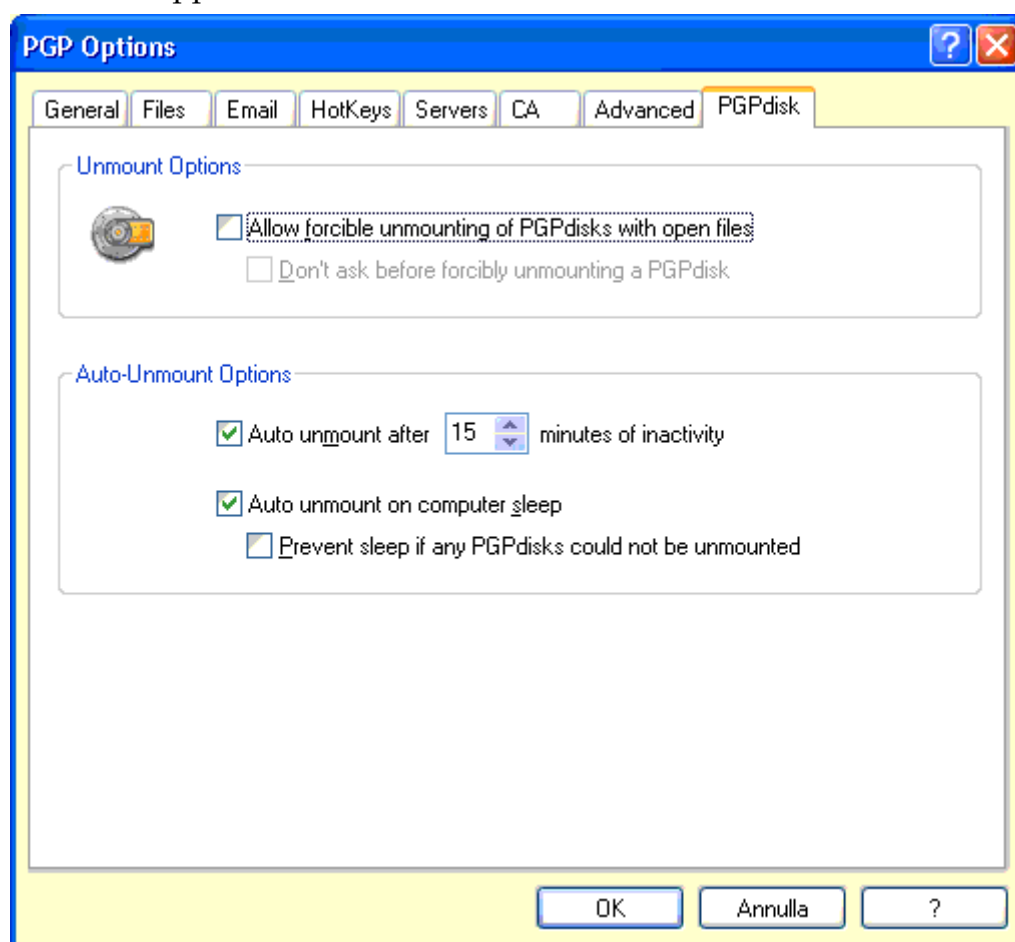 PGP Options
General Files Email HotKeys Servers CA Advanced PGPdisk
Unmount Options
Allow forcible unmounting of PGPdisks with open files
Don't ask before forcibly unmounting a PGPdisk
Auto-Unmount Options
Auto unmount after 15 minutes of inactivity
Auto unmount on computer sleep
Prevent sleep if any PGPdisks could not be unmounted
OK Annulla ?